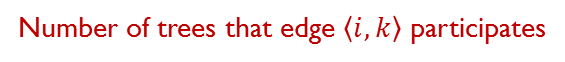 Number of trees that edge ⟨𝑖, 𝑘⟩ participates